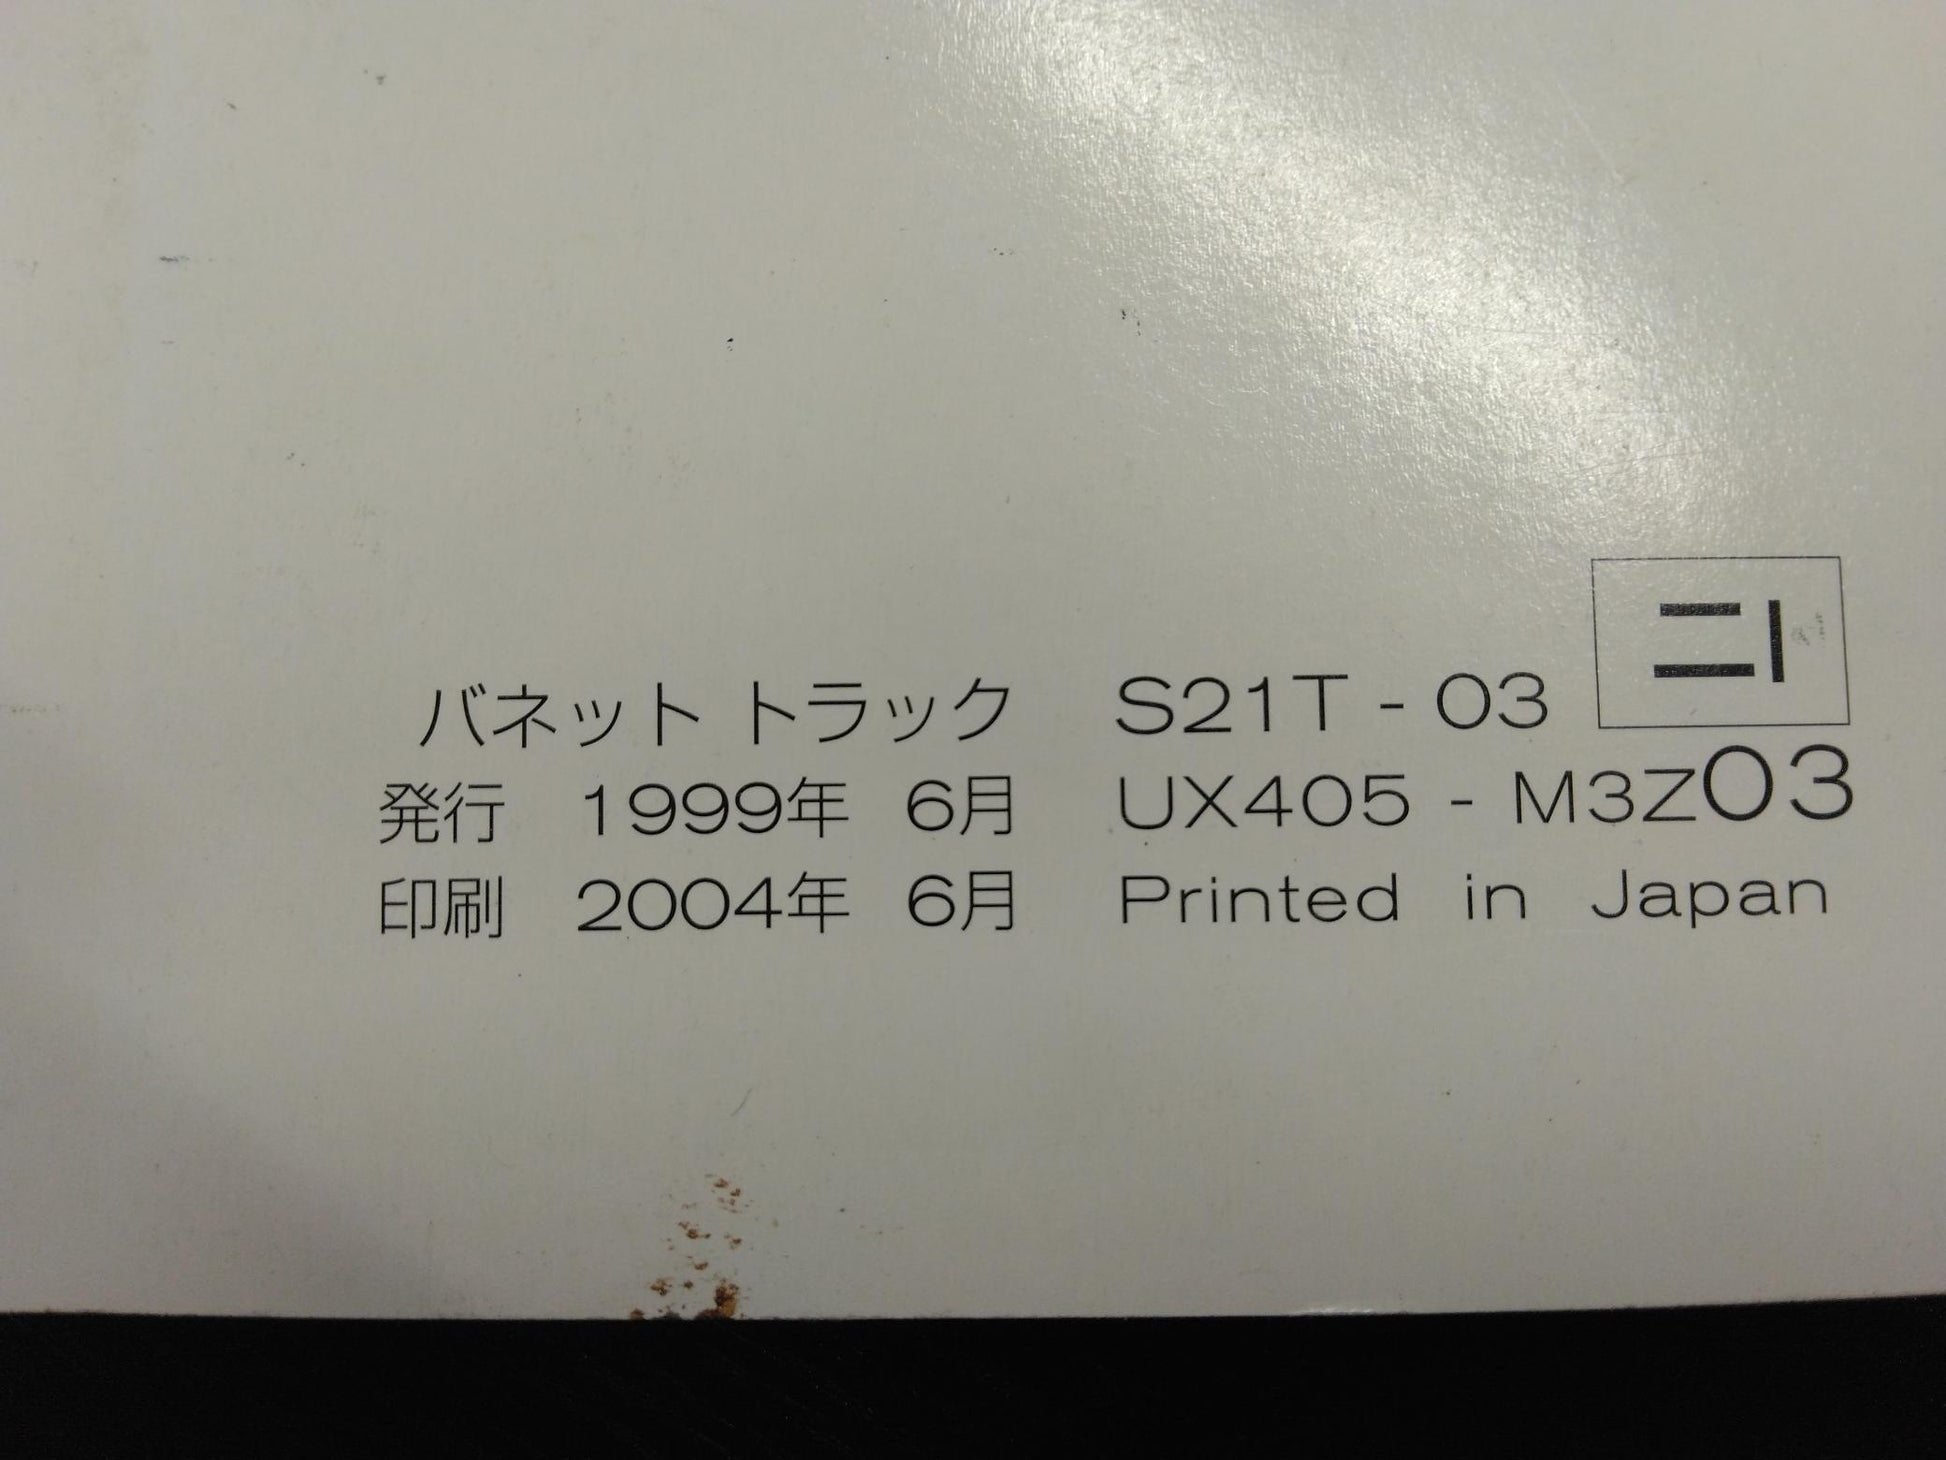 バネット トラック S21T - 03
発行 1999年 6月 UX405 - M3Z03
印刷 2004年 6月 Printed in Japan